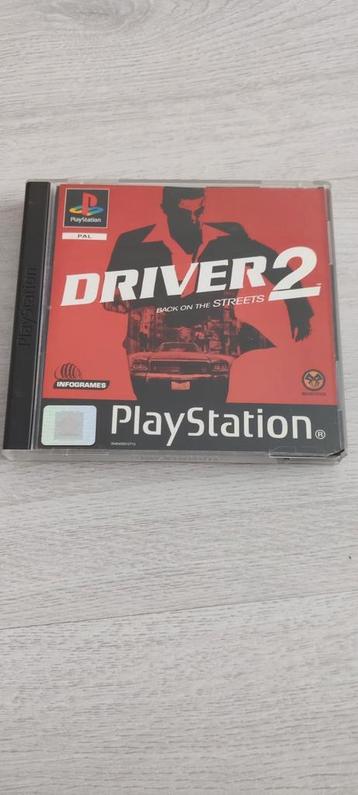 PlayStation
PlayStation
PAL
DRIVER 2
BACK ON THE STREETS
INFOGRAMES
PlayStation®